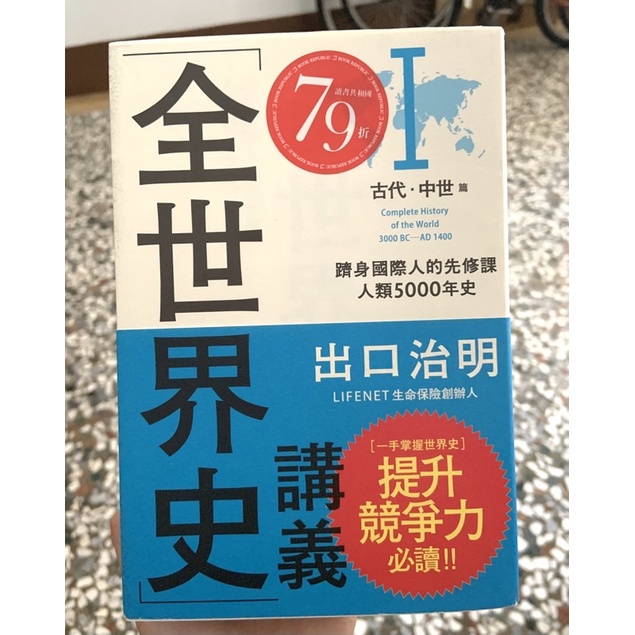 「全世界史」
講義
I
讀書共和國
79折
BOOK REPUBLIC
古代·中世 篇
Complete History
of the World
3000 BC—AD 1400
躋身國際人的先修課
人類5000年史
出口治明
LIFENET 生命保險創辦人
[一手掌握世界史]
提升
競爭力
必讀!!